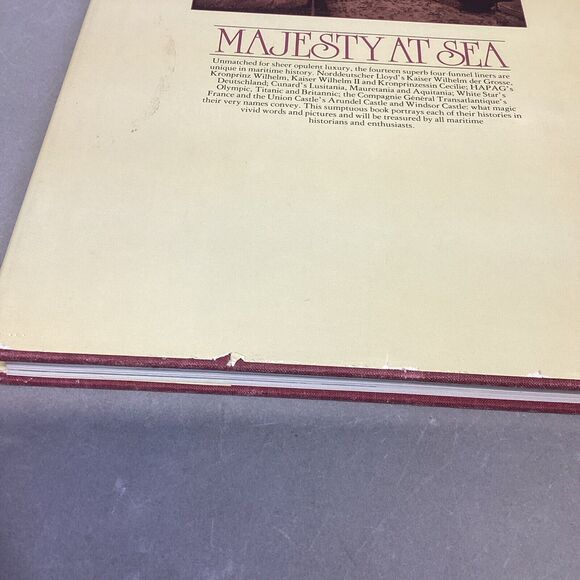 MAJESTY AT SEA
Unmatched for sheer opulent luxury, the fourteen superb four-funnel liners are
unique in maritime history. Norddeutscher Lloyd's Kaiser Wilhelm der Grosse,
Kronprinz Wilhelm, Kaiser Wilhelm II and Kronprinzessin Cecilie; HAPAG's
Deutschland; Cunard's Lusitania, Mauretania and Aquitania; White Star's
Olympic, Titanic and Britannic; the Compagnie Général Transatlantique's
France and the Union Castle's Arundel Castle and Windsor Castle; what magic
their very names convey. This sumptuous book portrays each of their histories in
vivid words and pictures and will be treasured by all maritime
historians and enthusiasts.